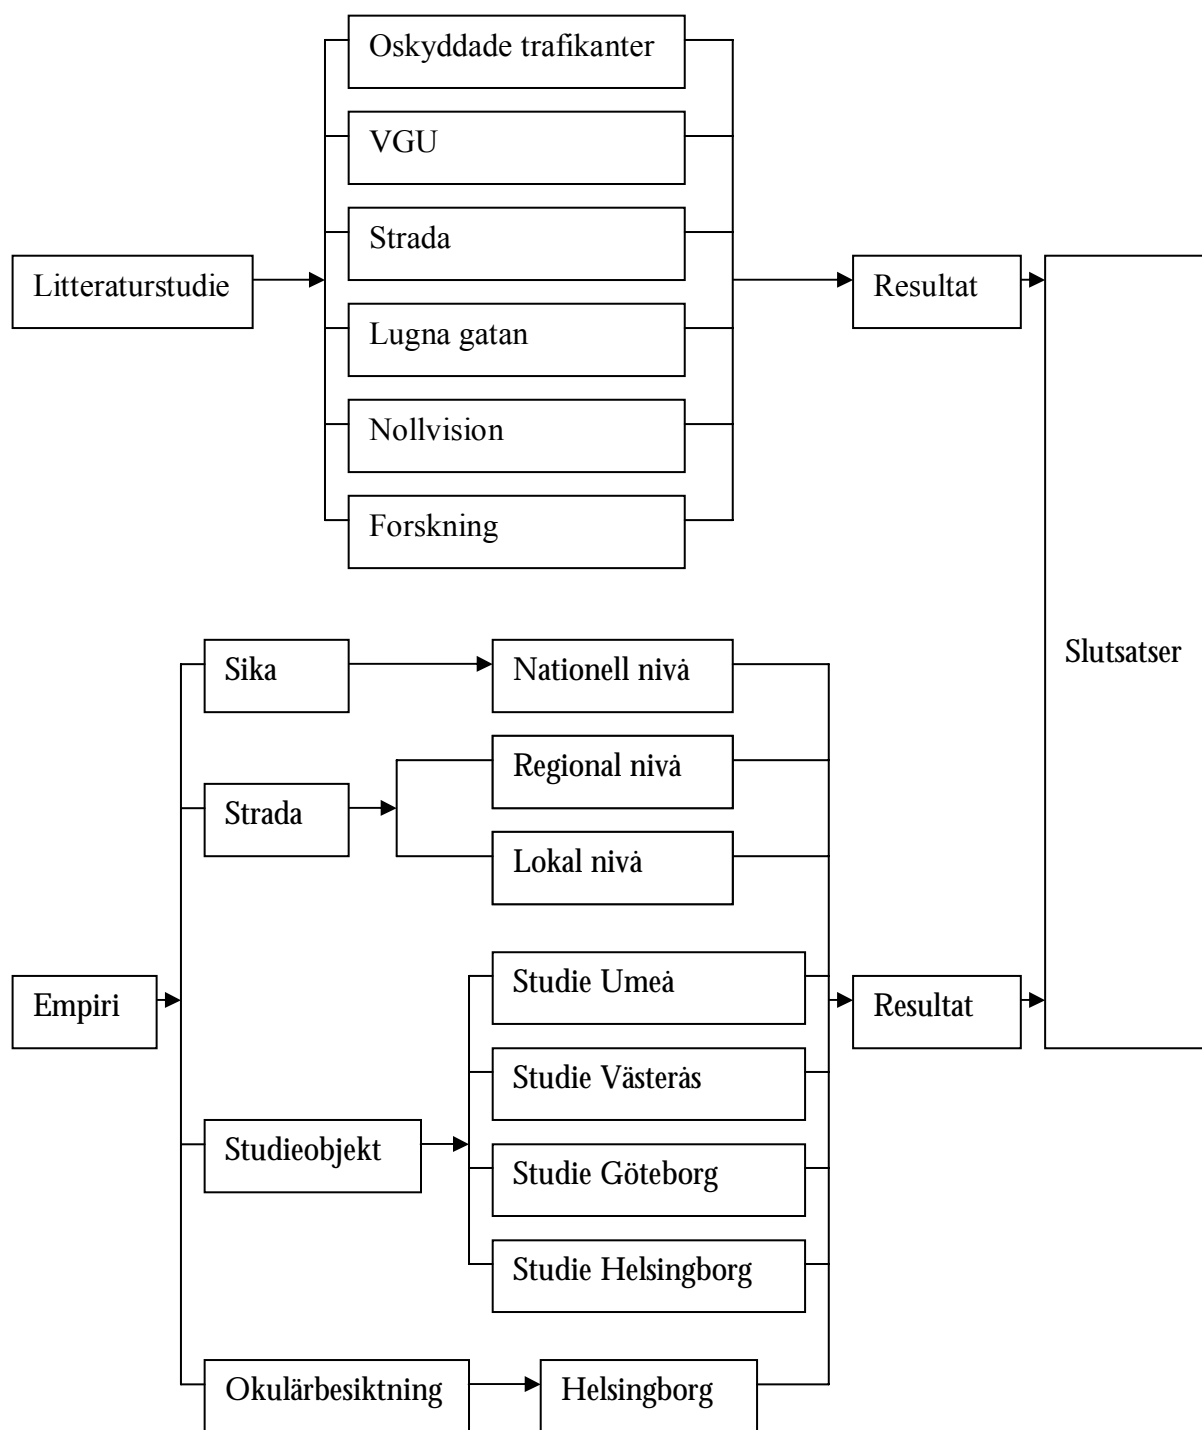 Oskyddade trafikanter
VGU
Strada
Litteraturstudie
Resultat
Lugna gatan
Nollvision
Forskning
Slutsatser
Sika
Nationell nivå
Regional nivå
Strada
Lokal nivå
Empiri
Studie Umeå
Resultat
Studie Västerås
Studieobjekt
Studie Göteborg
Studie Helsingborg
Okulärbesiktning
Helsingborg